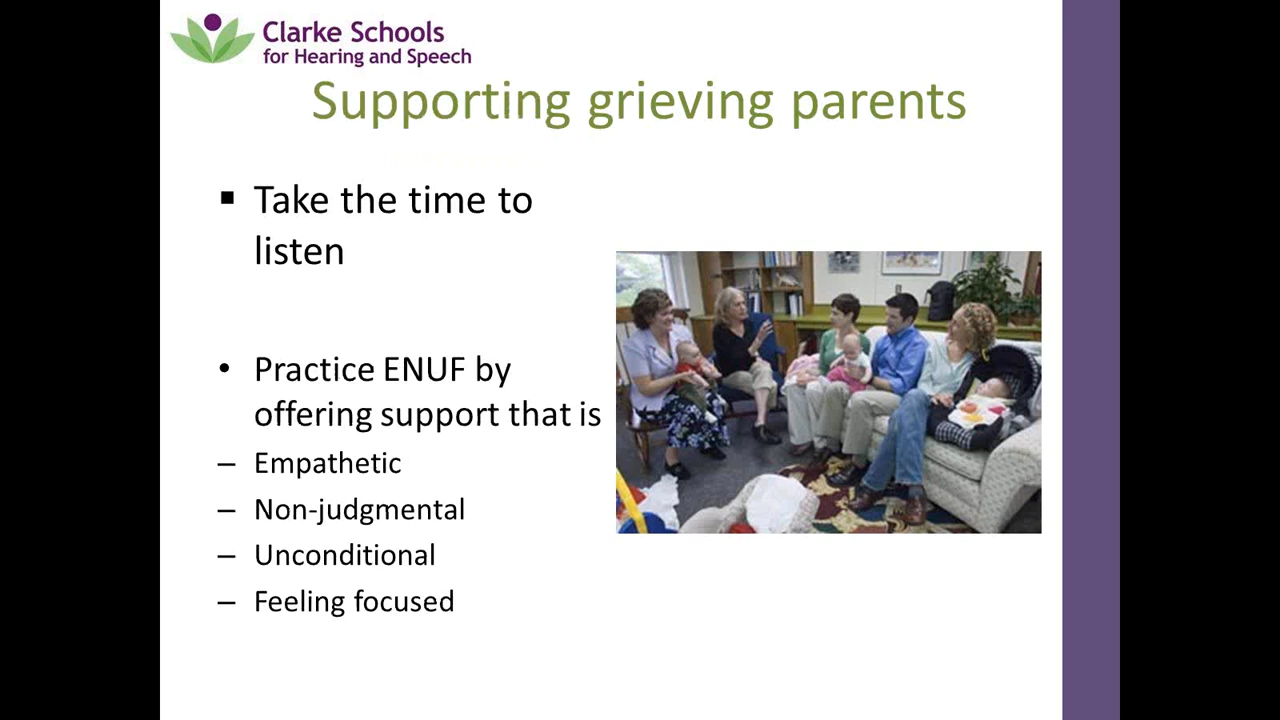 Clarke Schools
for Hearing and Speech
Supporting grieving parents
▪ Take the time to
listen
• Practice ENUF by
offering support that is
– Empathetic
– Non-judgmental
– Unconditional
– Feeling focused